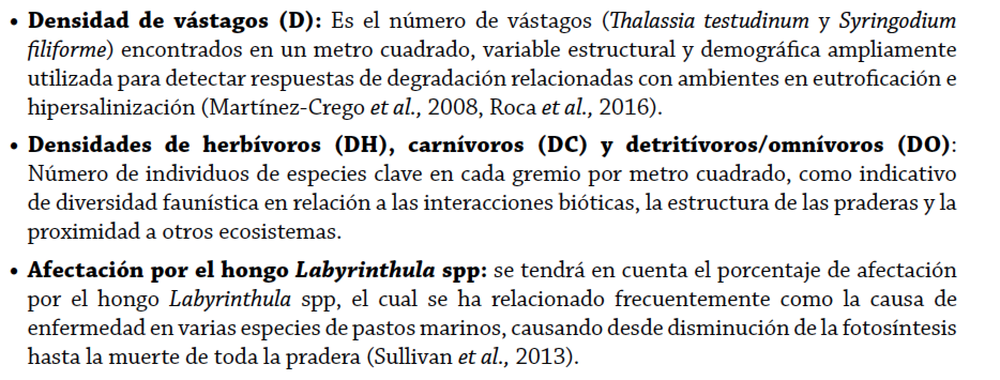 • Densidad de vástagos (D): Es el número de vástagos (Thalassia testudinum y Syringodium
filiforme) encontrados en un metro cuadrado, variable estructural y demográfica ampliamente
utilizada para detectar respuestas de degradación relacionadas con ambientes en eutroficación e
hipersalinización (Martínez-Crego et al., 2008, Roca et al., 2016).
• Densidades de herbívoros (DH), carnívoros (DC) y detritívoros/omnívoros (DO):
Número de individuos de especies clave en cada gremio por metro cuadrado, como indicativo
de diversidad faunística en relación a las interacciones bióticas, la estructura de las praderas y la
proximidad a otros ecosistemas.
• Afectación por el hongo Labyrinthula spp: se tendrá en cuenta el porcentaje de afectación
por el hongo Labyrinthula spp, el cual se ha relacionado frecuentemente como la causa de
enfermedad en varias especies de pastos marinos, causando desde disminución de la fotosíntesis
hasta la muerte de toda la pradera (Sullivan et al., 2013).